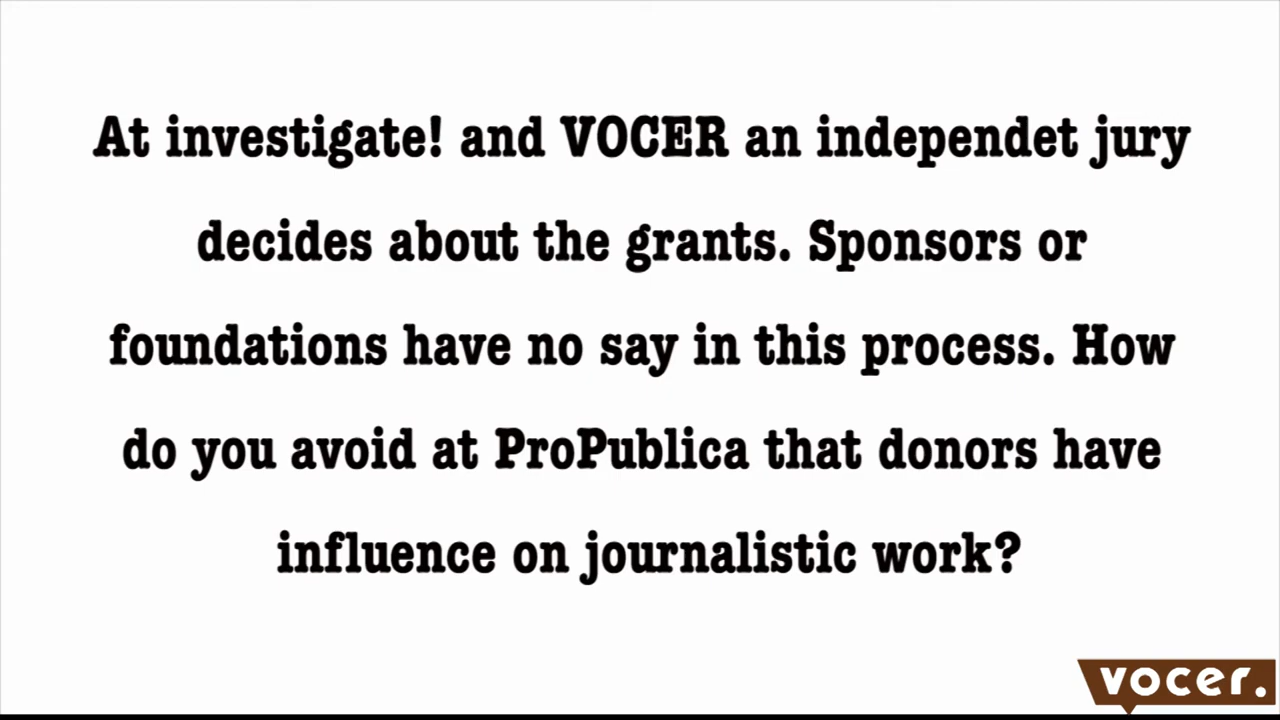 At investigate! and VOCER an independet jury
decides about the grants. Sponsors or
foundations have no say in this process. How
do you avoid at ProPublica that donors have
influence on journalistic work?
vocer.